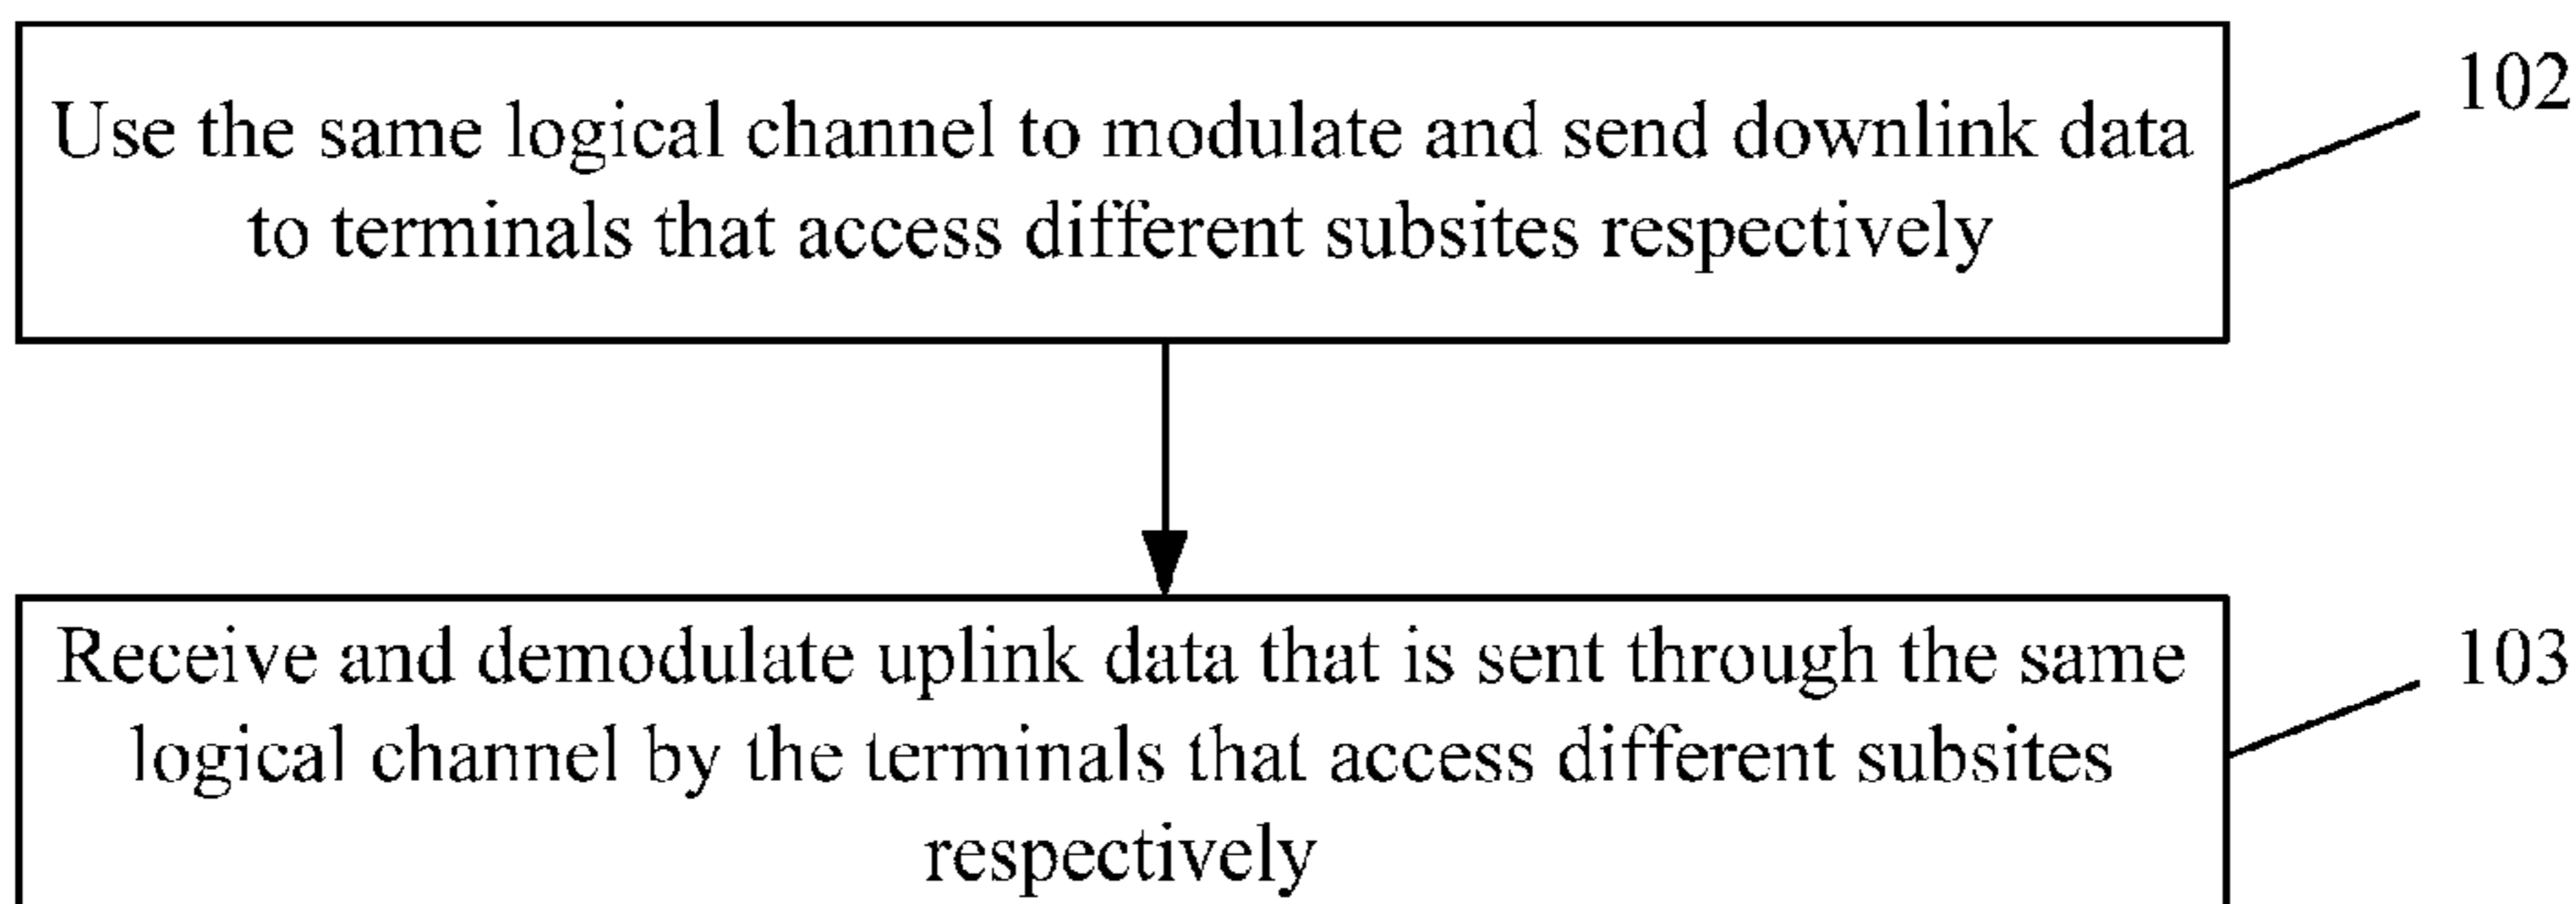 Use the same logical channel to modulate and send downlink data
to terminals that access different subsites respectively
102
Receive and demodulate uplink data that is sent through the same
logical channel by the terminals that access different subsites
respectively
103